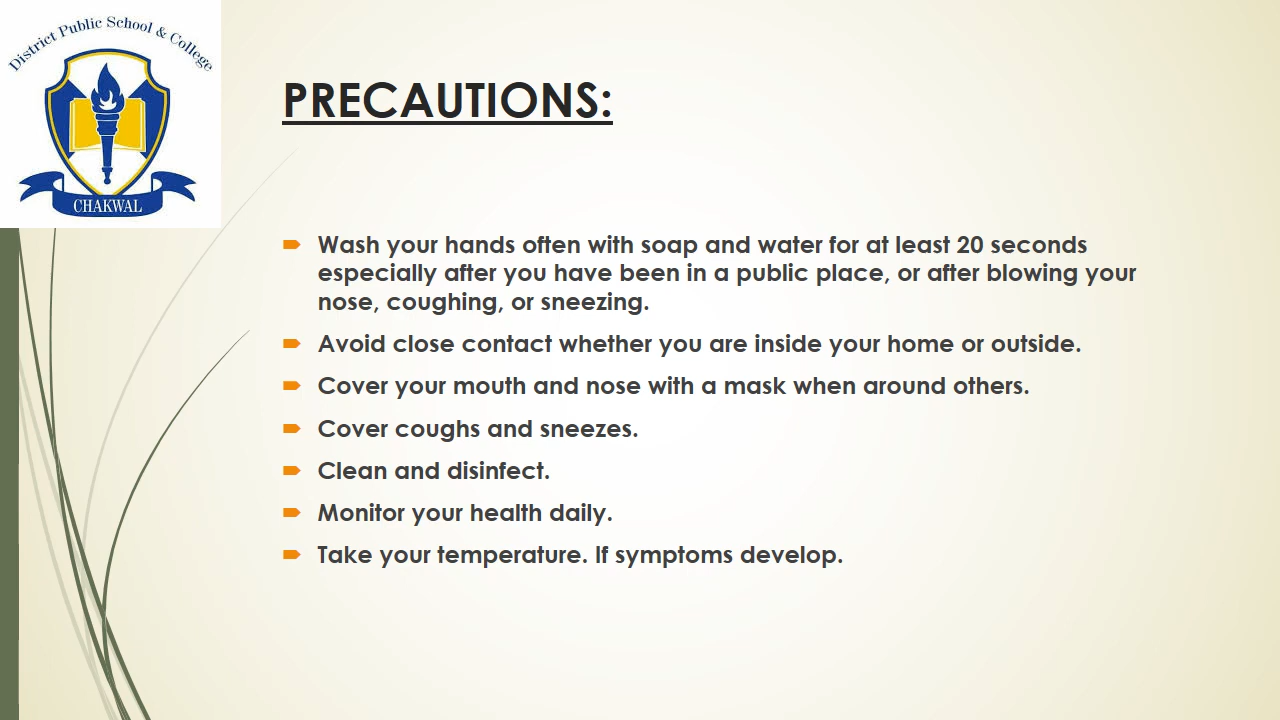 District Public School & College
CHAKWAL
PRECAUTIONS:
Wash your hands often with soap and water for at least 20 seconds
especially after you have been in a public place, or after blowing your
nose, coughing, or sneezing.
Avoid close contact whether you are inside your home or outside.
Cover your mouth and nose with a mask when around others.
Cover coughs and sneezes.
Clean and disinfect.
Monitor your health daily.
Take your temperature. If symptoms develop.